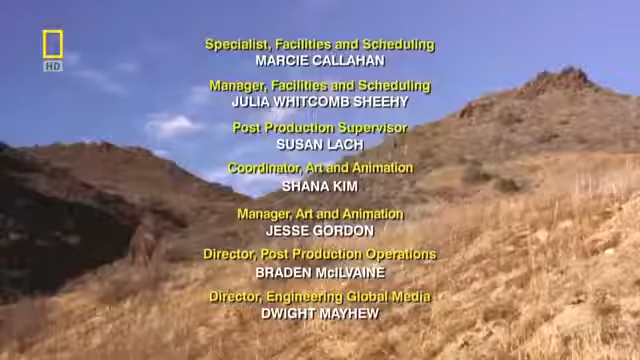 HD
Specialist, Facilities and Scheduling
MARCIE CALLAHAN
Manager, Facilities and Scheduling
JULIA WHITCOMB SHEEHY
Post Production Supervisor
SUSAN LACH
Coordinator, Art and Animation
SHANA KIM
Manager, Art and Animation
JESSE GORDON
Director, Post Production Operations
BRADEN McILVAINE
Director, Engineering Global Media
DWIGHT MAYHEW